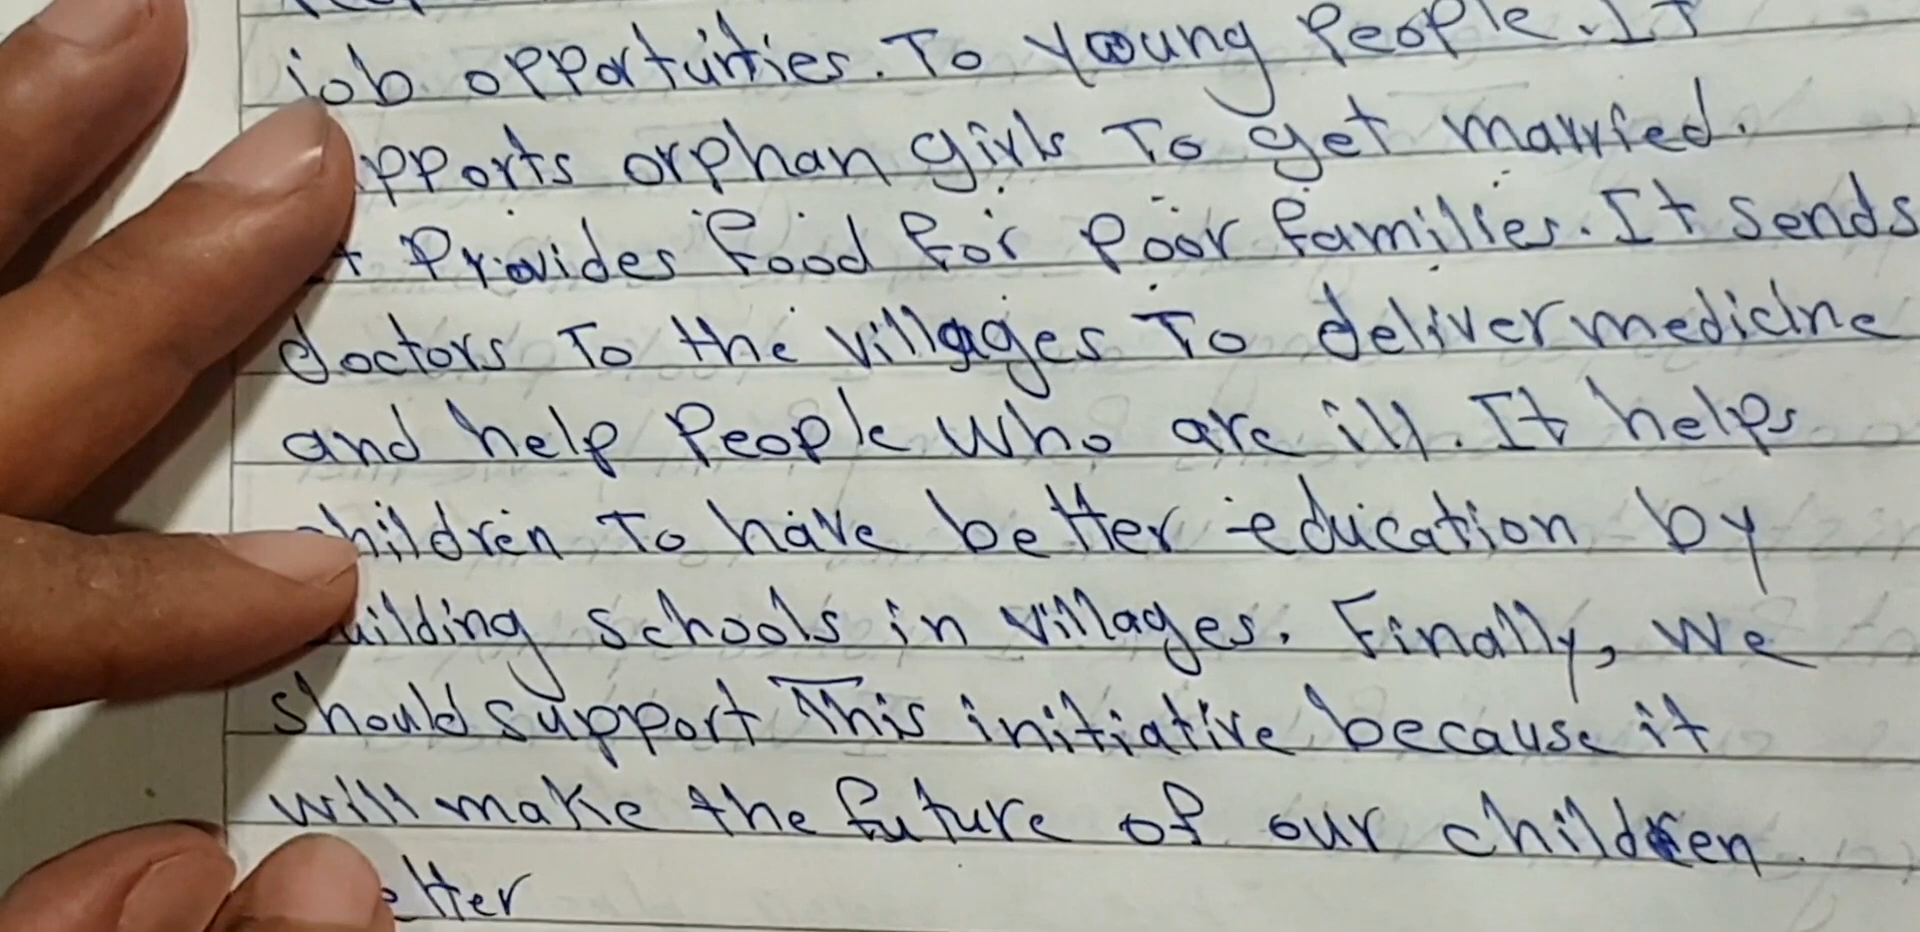 job opportunities. To young People. It
pports orphan girls To get married.
t Provides food for Poor families. It sends
doctors To the villages To deliver medicine
and help People who are ill. It helps
children To have better education by
uilding schools in villages. Finally, we
should support This initiative because it
will make the future of our children
etter